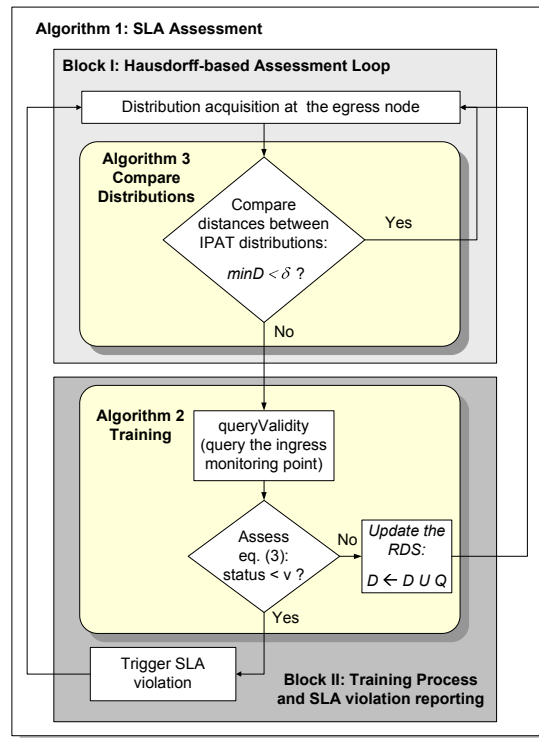 Algorithm 1: SLA Assessment
Block I: Hausdorff-based Assessment Loop
Distribution acquisition at the egress node
Algorithm 3
Compare
Distributions
Compare
distances between
IPAT distributions:
minD < δ ?
Yes
No
Algorithm 2
Training
queryValidity
(query the ingress
monitoring point)
Assess
eq. (3):
status < v ?
No
Update the
RDS:
D ← D U Q
Yes
Trigger SLA
violation
Block II: Training Process
and SLA violation reporting